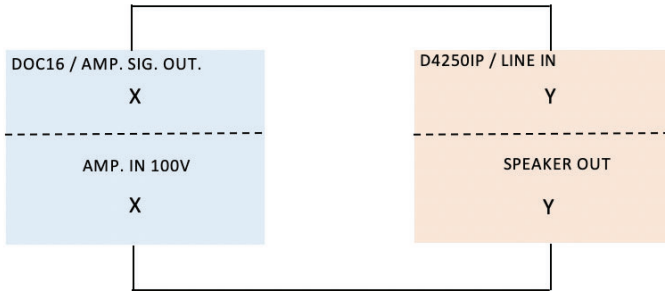 DOC16 / AMP. SIG. OUT.
X
AMP. IN 100V
X
D4250IP / LINE IN
Y
SPEAKER OUT
Y